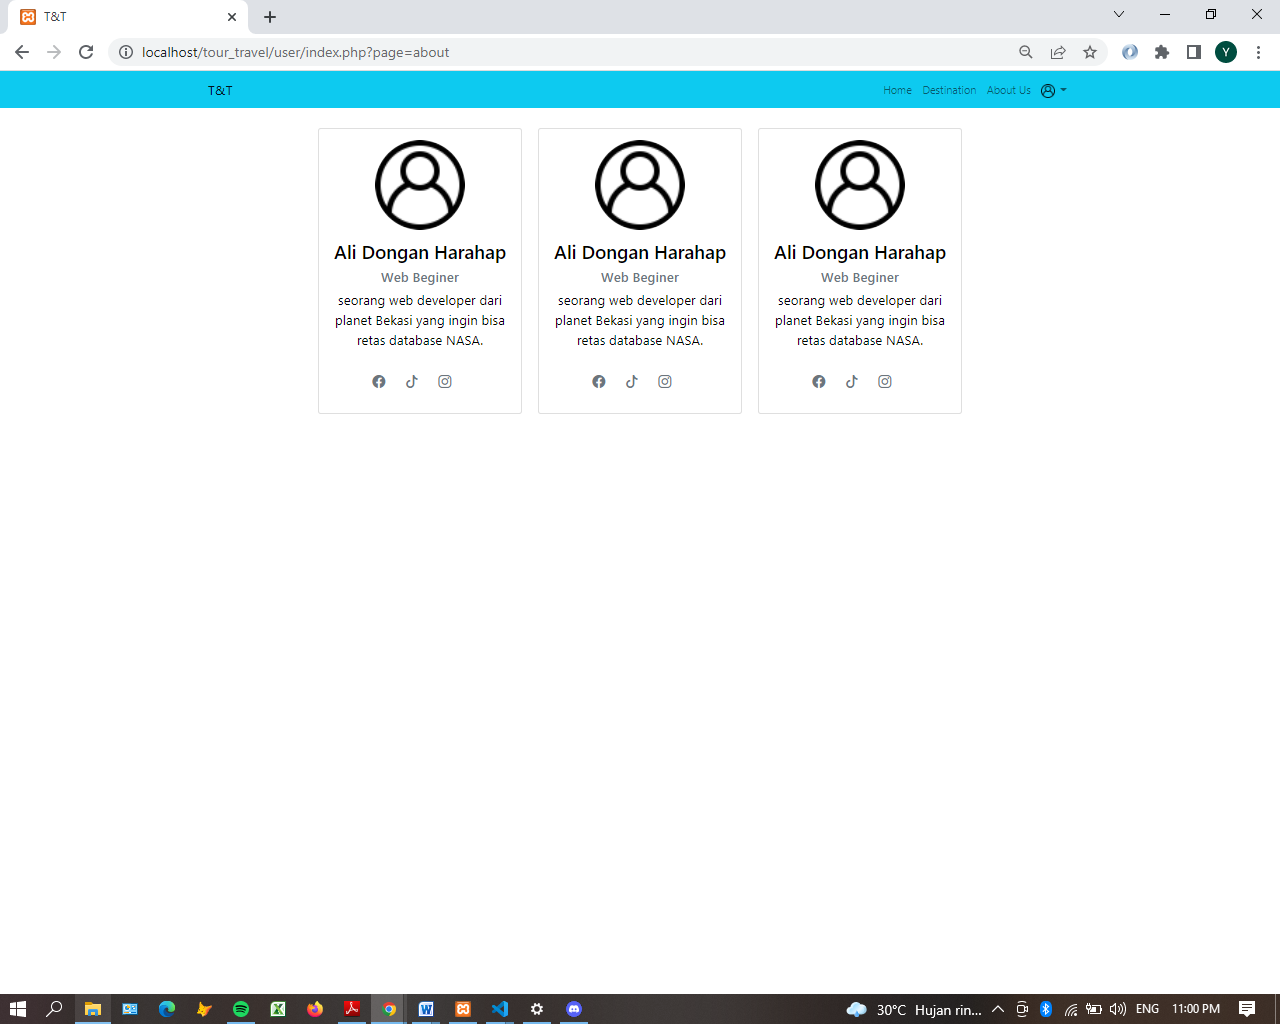 T&T
localhost/tour_travel/user/index.php?page=about
Y
T&T
Home Destination About Us
Ali Dongan Harahap
Web Beginer
seorang web developer dari
planet Bekasi yang ingin bisa
retas database NASA.
Ali Dongan Harahap
Web Beginer
seorang web developer dari
planet Bekasi yang ingin bisa
retas database NASA.
Ali Dongan Harahap
Web Beginer
seorang web developer dari
planet Bekasi yang ingin bisa
retas database NASA.
30°C Hujan rin... ENG 11:00 PM